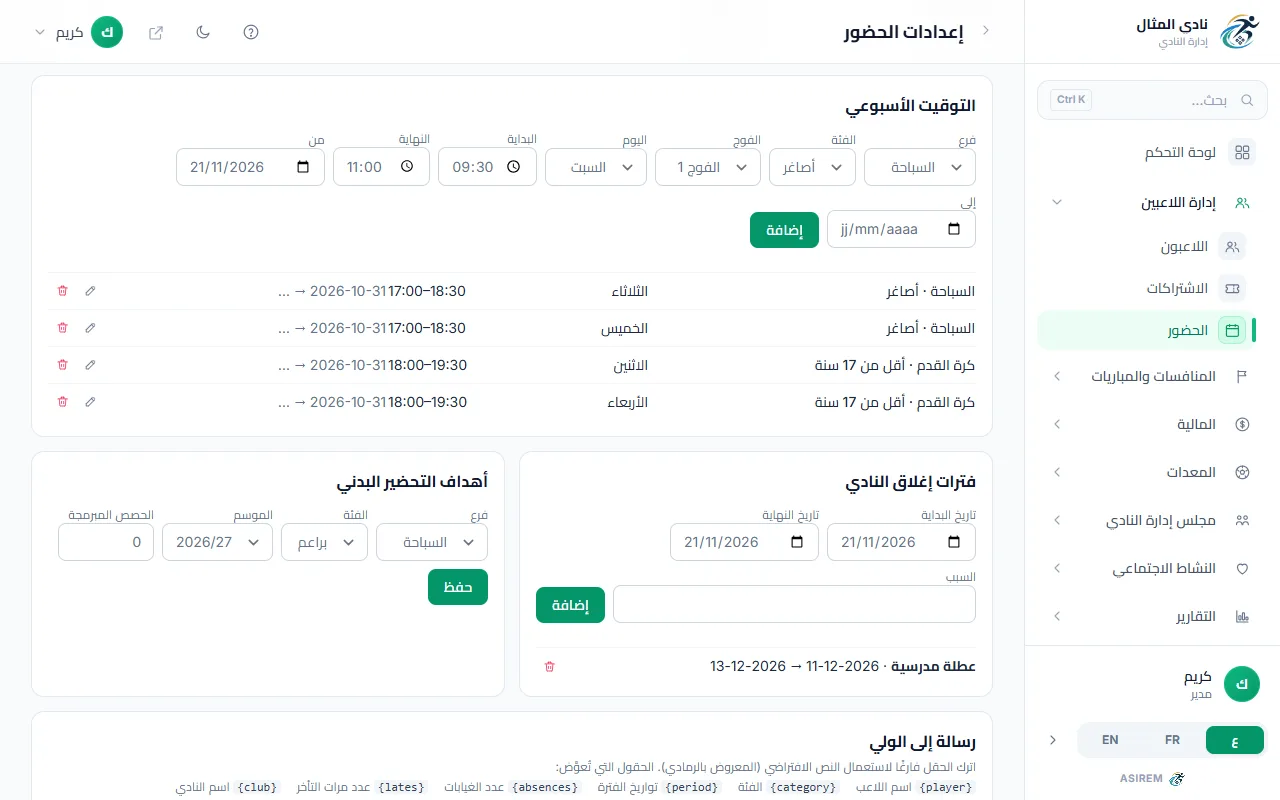 نادي المثال
إدارة النادي
بحث...
Ctrl K
لوحة التحكم
إدارة اللاعبين
اللاعبون
الاشتراكات
الحضور
المنافسات والمباريات
المالية
المعدات
مجلس إدارة النادي
النشاط الاجتماعي
التقارير
ك
كريم
مدير
ع
FR
EN
ASIREM
إعدادات الحضور
ك
كريم
التوقيت الأسبوعي
فرع الفئة الفوج اليوم البداية النهاية من
السباحة أصاغر الفوج 1 السبت 09:30 11:00 21/11/2026
إلى
jj/mm/aaaa إضافة
السباحة · أصاغر الثلاثاء 17:00–18:30 2026-10-31 → ...
السباحة · أصاغر الخميس 17:00–18:30 2026-10-31 → ...
كرة القدم · أقل من 17 سنة الاثنين 18:00–19:30 2026-10-31 → ...
كرة القدم · أقل من 17 سنة الأربعاء 18:00–19:30 2026-10-31 → ...
فترات إغلاق النادي
تاريخ البداية تاريخ النهاية
21/11/2026 21/11/2026
السبب
إضافة
عطلة مدرسية · 11-12-2026 → 13-12-2026
أهداف التحضير البدني
فرع الفئة الموسم الحصص المبرمجة
السباحة براعم 2026/27 0
حفظ
رسالة إلى الولي
اترك الحقل فارغًا لاستعمال النص الافتراضي (المعروض بالرمادي). الحقول التي تُعوَّض:
{player} اسم اللاعب {category} الفئة {period} تواريخ الفترة {absences} عدد الغيابات {lates} عدد مرات التأخر {club} اسم النادي